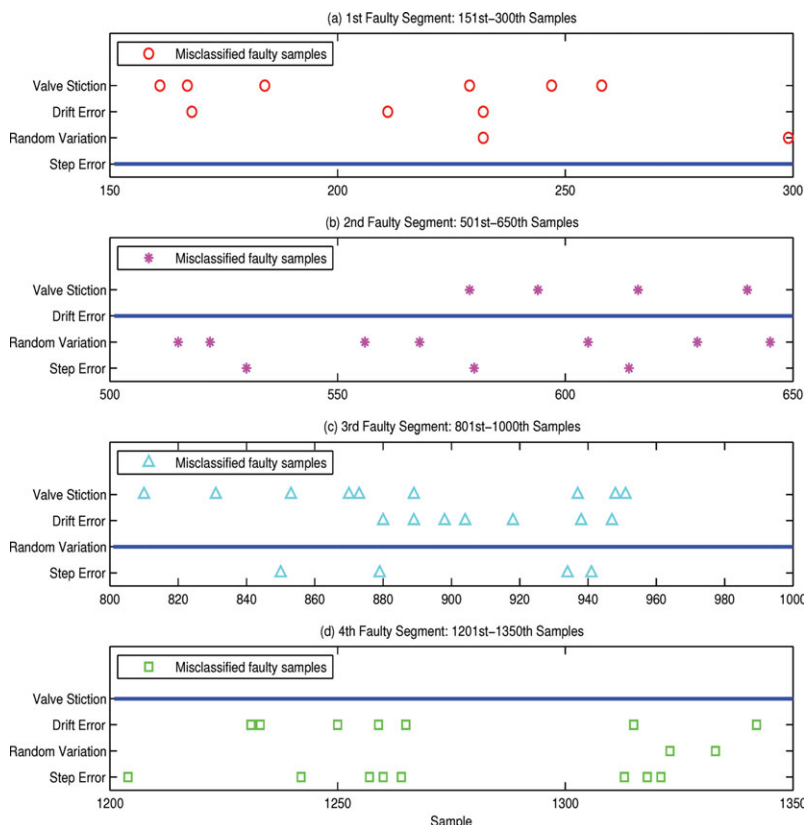 (a) 1st Faulty Segment: 151st−300th Samples
Misclassified faulty samples
Valve Stiction
Drift Error
Random Variation
Step Error
150 200 250 300
(b) 2nd Faulty Segment: 501st−650th Samples
Misclassified faulty samples
Valve Stiction
Drift Error
Random Variation
Step Error
500 550 600 650
(c) 3rd Faulty Segment: 801st−1000th Samples
Misclassified faulty samples
Valve Stiction
Drift Error
Random Variation
Step Error
800 820 840 860 880 900 920 940 960 980 1000
(d) 4th Faulty Segment: 1201st−1350th Samples
Misclassified faulty samples
Valve Stiction
Drift Error
Random Variation
Step Error
1200 1250 1300 1350
Sample